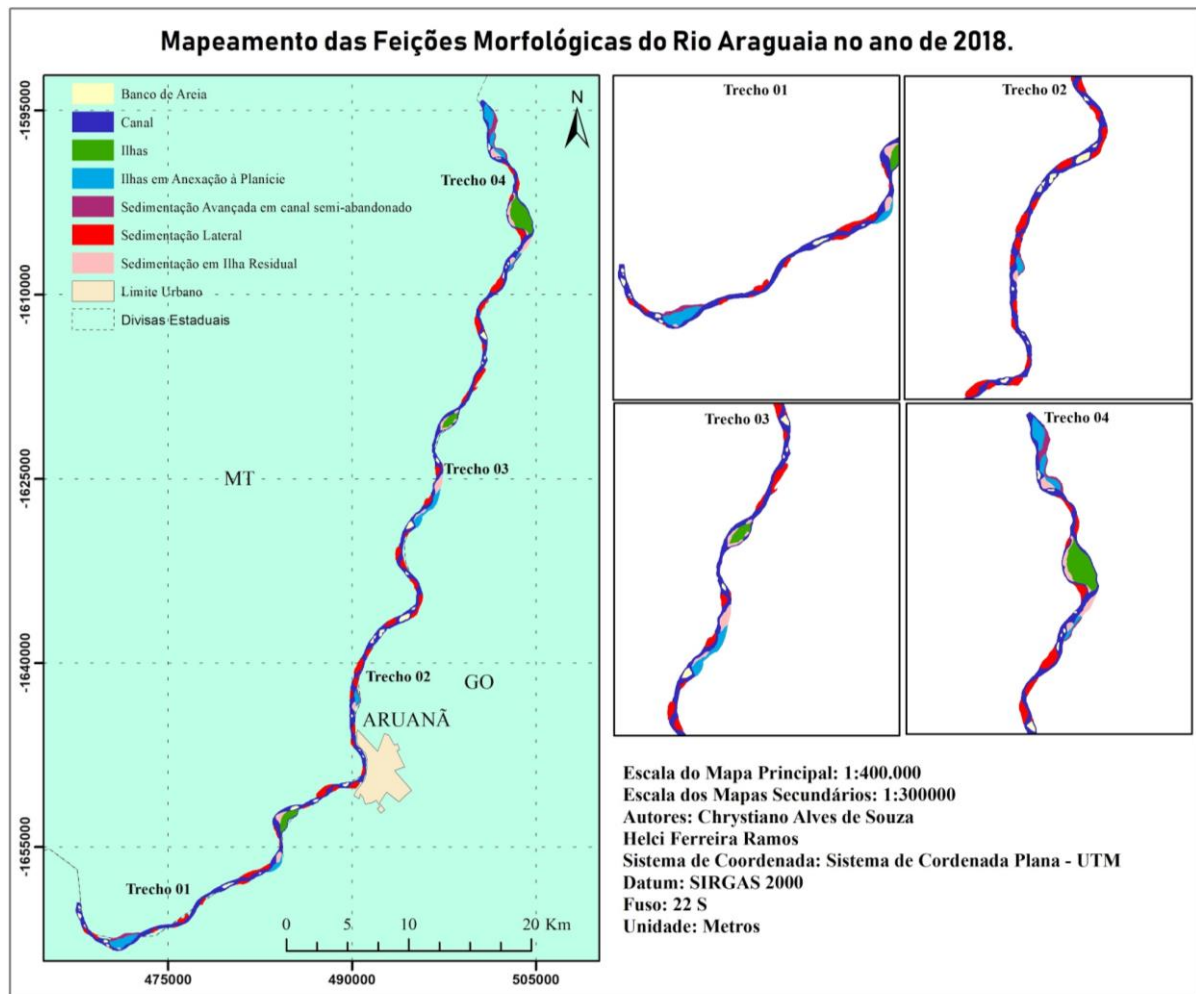 Mapeamento das Feições Morfológicas do Rio Araguaia no ano de 2018.
Banco de Areia
Canal
Ilhas
Ilhas em Anexação à Planície
Sedimentação Avançada em canal semi-abandonado
Sedimentação Lateral
Sedimentação em Ilha Residual
Limite Urbano
Divisas Estaduais
N
Trecho 04
Trecho 03
MT
Trecho 02
GO
ARUANÃ
Trecho 01
0 5 10 20 Km
-1595000
-1610000
-1625000
-1640000
-1655000
475000 490000 505000
Trecho 01
Trecho 02
Trecho 03
Trecho 04
Escala do Mapa Principal: 1:400.000
Escala dos Mapas Secundários: 1:300000
Autores: Chrystiano Alves de Souza
Helci Ferreira Ramos
Sistema de Coordenada: Sistema de Cordenada Plana - UTM
Datum: SIRGAS 2000
Fuso: 22 S
Unidade: Metros